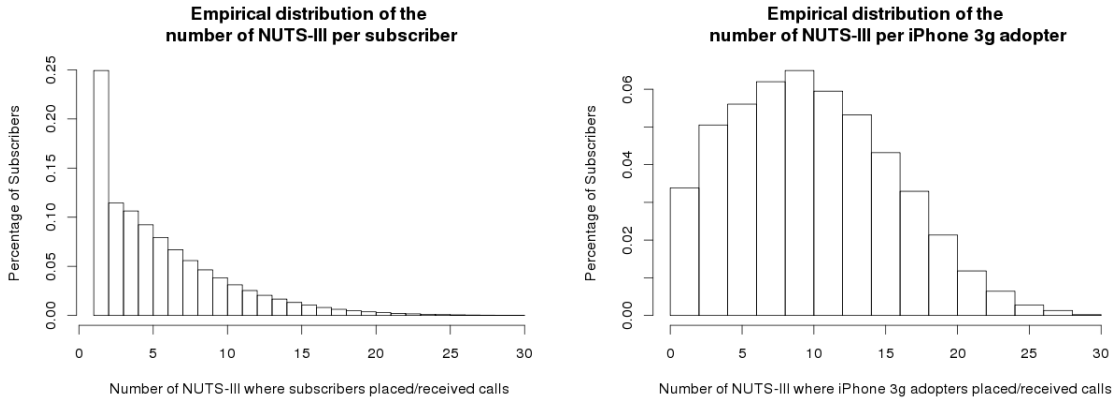 Empirical distribution of the
number of NUTS-III per subscriber
Percentage of Subscribers
0.00
0.05
0.10
0.15
0.20
0.25
0 5 10 15 20 25 30
Number of NUTS-III where subscribers placed/received calls
Empirical distribution of the
number of NUTS-III per iPhone 3g adopter
Percentage of Subscribers
0.00
0.02
0.04
0.06
0 5 10 15 20 25 30
Number of NUTS-III where iPhone 3g adopters placed/received calls